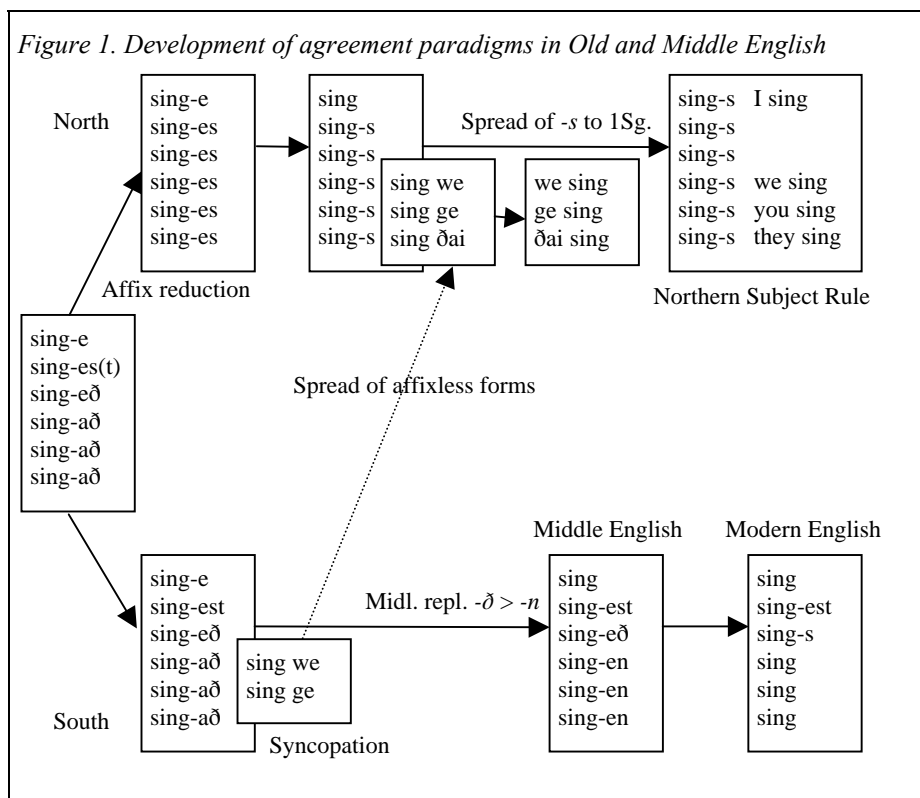 Figure 1. Development of agreement paradigms in Old and Middle English
North
sing-e
sing-es
sing-es
sing-es
sing-es
sing-es
Affix reduction
sing
sing-s
sing-s
sing-s
sing-s
sing-s
sing we
sing ge
sing ðai
we sing
ge sing
ðai sing
Spread of -s to 1Sg.
sing-s I sing
sing-s
sing-s
sing-s we sing
sing-s you sing
sing-s they sing
Northern Subject Rule
sing-e
sing-es(t)
sing-eð
sing-að
sing-að
sing-að
Spread of affixless forms
South
sing-e
sing-est
sing-eð
sing-að
sing-að
sing-að
sing we
sing ge
Syncopation
Midl. repl. -ð > -n
Middle English
sing
sing-est
sing-eð
sing-en
sing-en
sing-en
Modern English
sing
sing-est
sing-s
sing
sing
sing